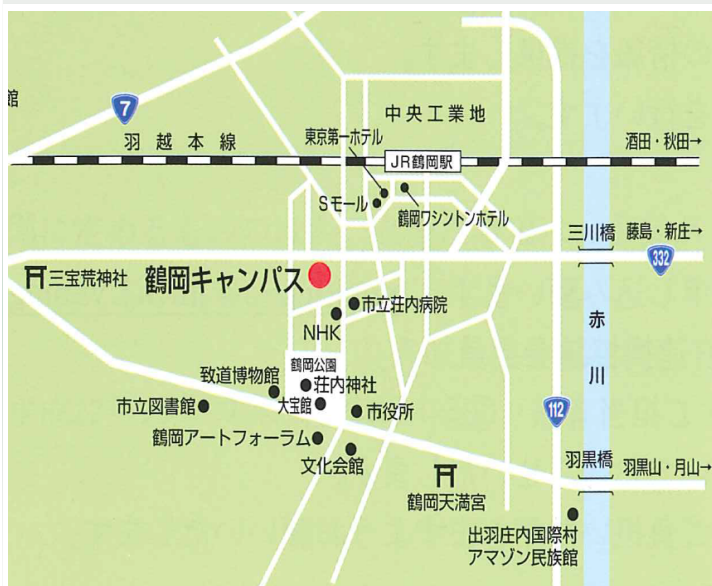 館
7
中央工業地
羽越本線
東京第一ホテル
JR鶴岡駅
酒田・秋田→
Sモール
鶴岡ワシントンホテル
三川橋
藤島・新庄→
332
三宝荒神社
鶴岡キャンパス
市立荘内病院
NHK
赤川
鶴岡公園
荘内神社
致道博物館
大宝館
市立図書館
市役所
112
鶴岡アートフォーラム
文化会館
羽黒橋
羽黒山・月山→
鶴岡天満宮
出羽庄内国際村
アマゾン民族館